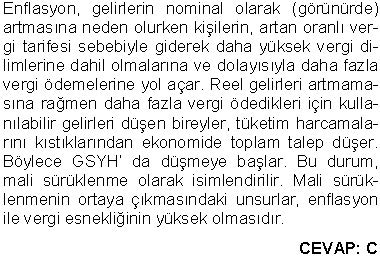 Enflasyon, gelirlerin nominal olarak (görünürde)
artmasına neden olurken kişilerin, artan oranlı ver-
gi tarifesi sebebiyle giderek daha yüksek vergi di-
limlerine dahil olmalarına ve dolayısıyla daha fazla
vergi ödemelerine yol açar. Reel gelirleri artmama-
sına rağmen daha fazla vergi ödedikleri için kulla-
nılabilir gelirleri düşen bireyler, tüketim harcamala-
rını kıstıklarından ekonomide toplam talep düşer.
Böylece GSYH' da düşmeye başlar. Bu durum,
mali sürüklenme olarak isimlendirilir. Mali sürük-
lenmenin ortaya çıkmasındaki unsurlar, enflasyon
ile vergi esnekliğinin yüksek olmasıdır.
CEVAP: C